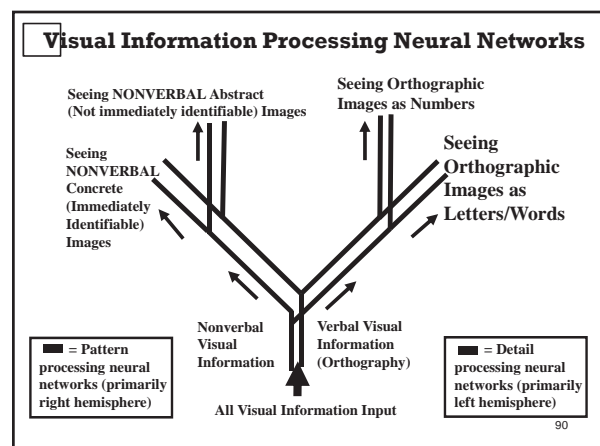 Visual Information Processing Neural Networks
Seeing NONVERBAL Abstract
(Not immediately identifiable) Images
Seeing Orthographic
Images as Numbers
Seeing
NONVERBAL
Concrete
(Immediately
Identifiable)
Images
Seeing
Orthographic
Images as
Letters/Words
Nonverbal
Visual
Information
Verbal Visual
Information
(Orthography)
= Pattern
processing neural
networks (primarily
right hemisphere)
= Detail
processing neural
networks (primarily
left hemisphere)
All Visual Information Input
90